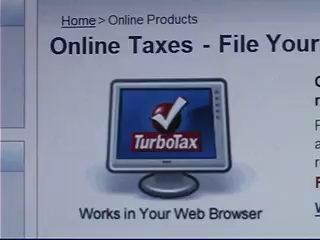 Home > Online Products
Online Taxes - File Your
TurboTax
Works in Your Web Browser